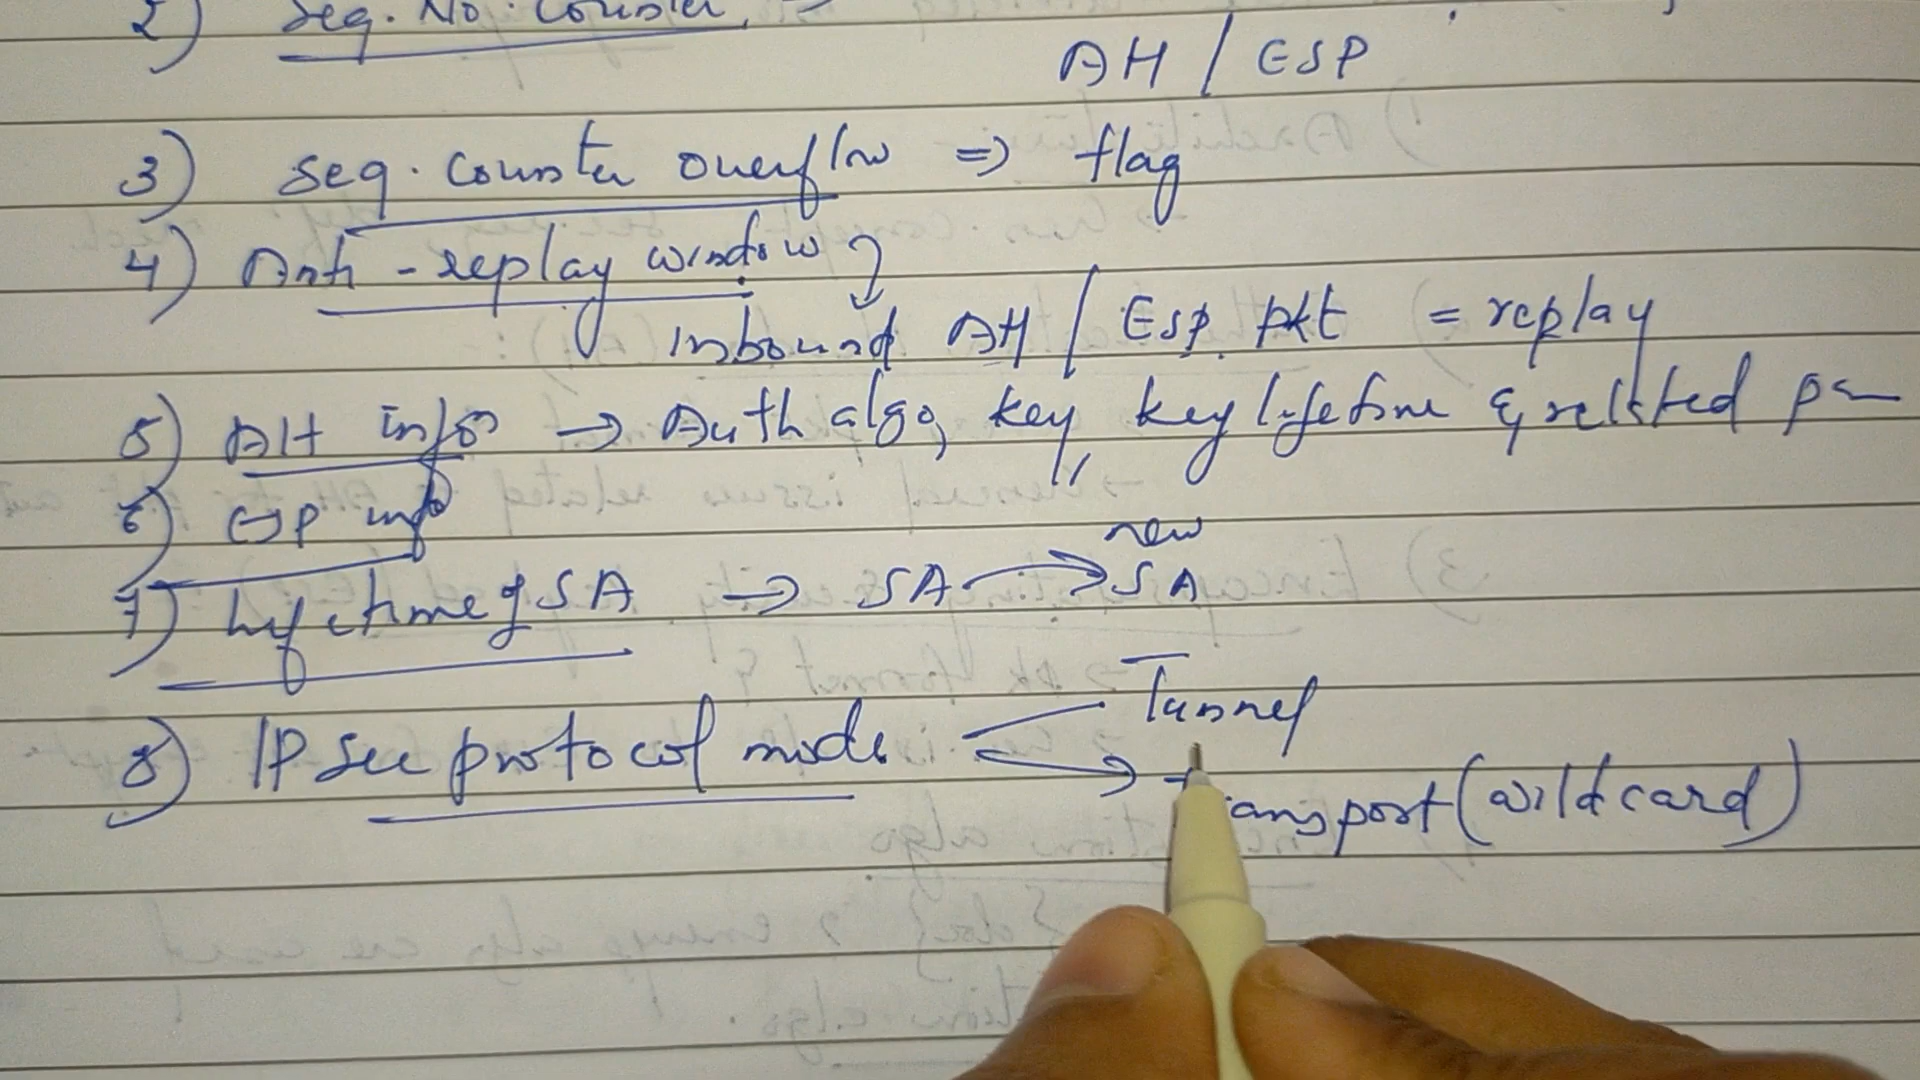 2) Seq. No. Counter
AH / ESP
3) seq. counter overflow => flag
4) Anti-replay window
inbound AH / ESP pkt = replay
5) AH info → Auth algo, key, key lifetime & related
6) ESP info
7) Lifetime of SA → SA → new SA
8) IP Sec protocol mode
Tunnel
Transport (wildcard)